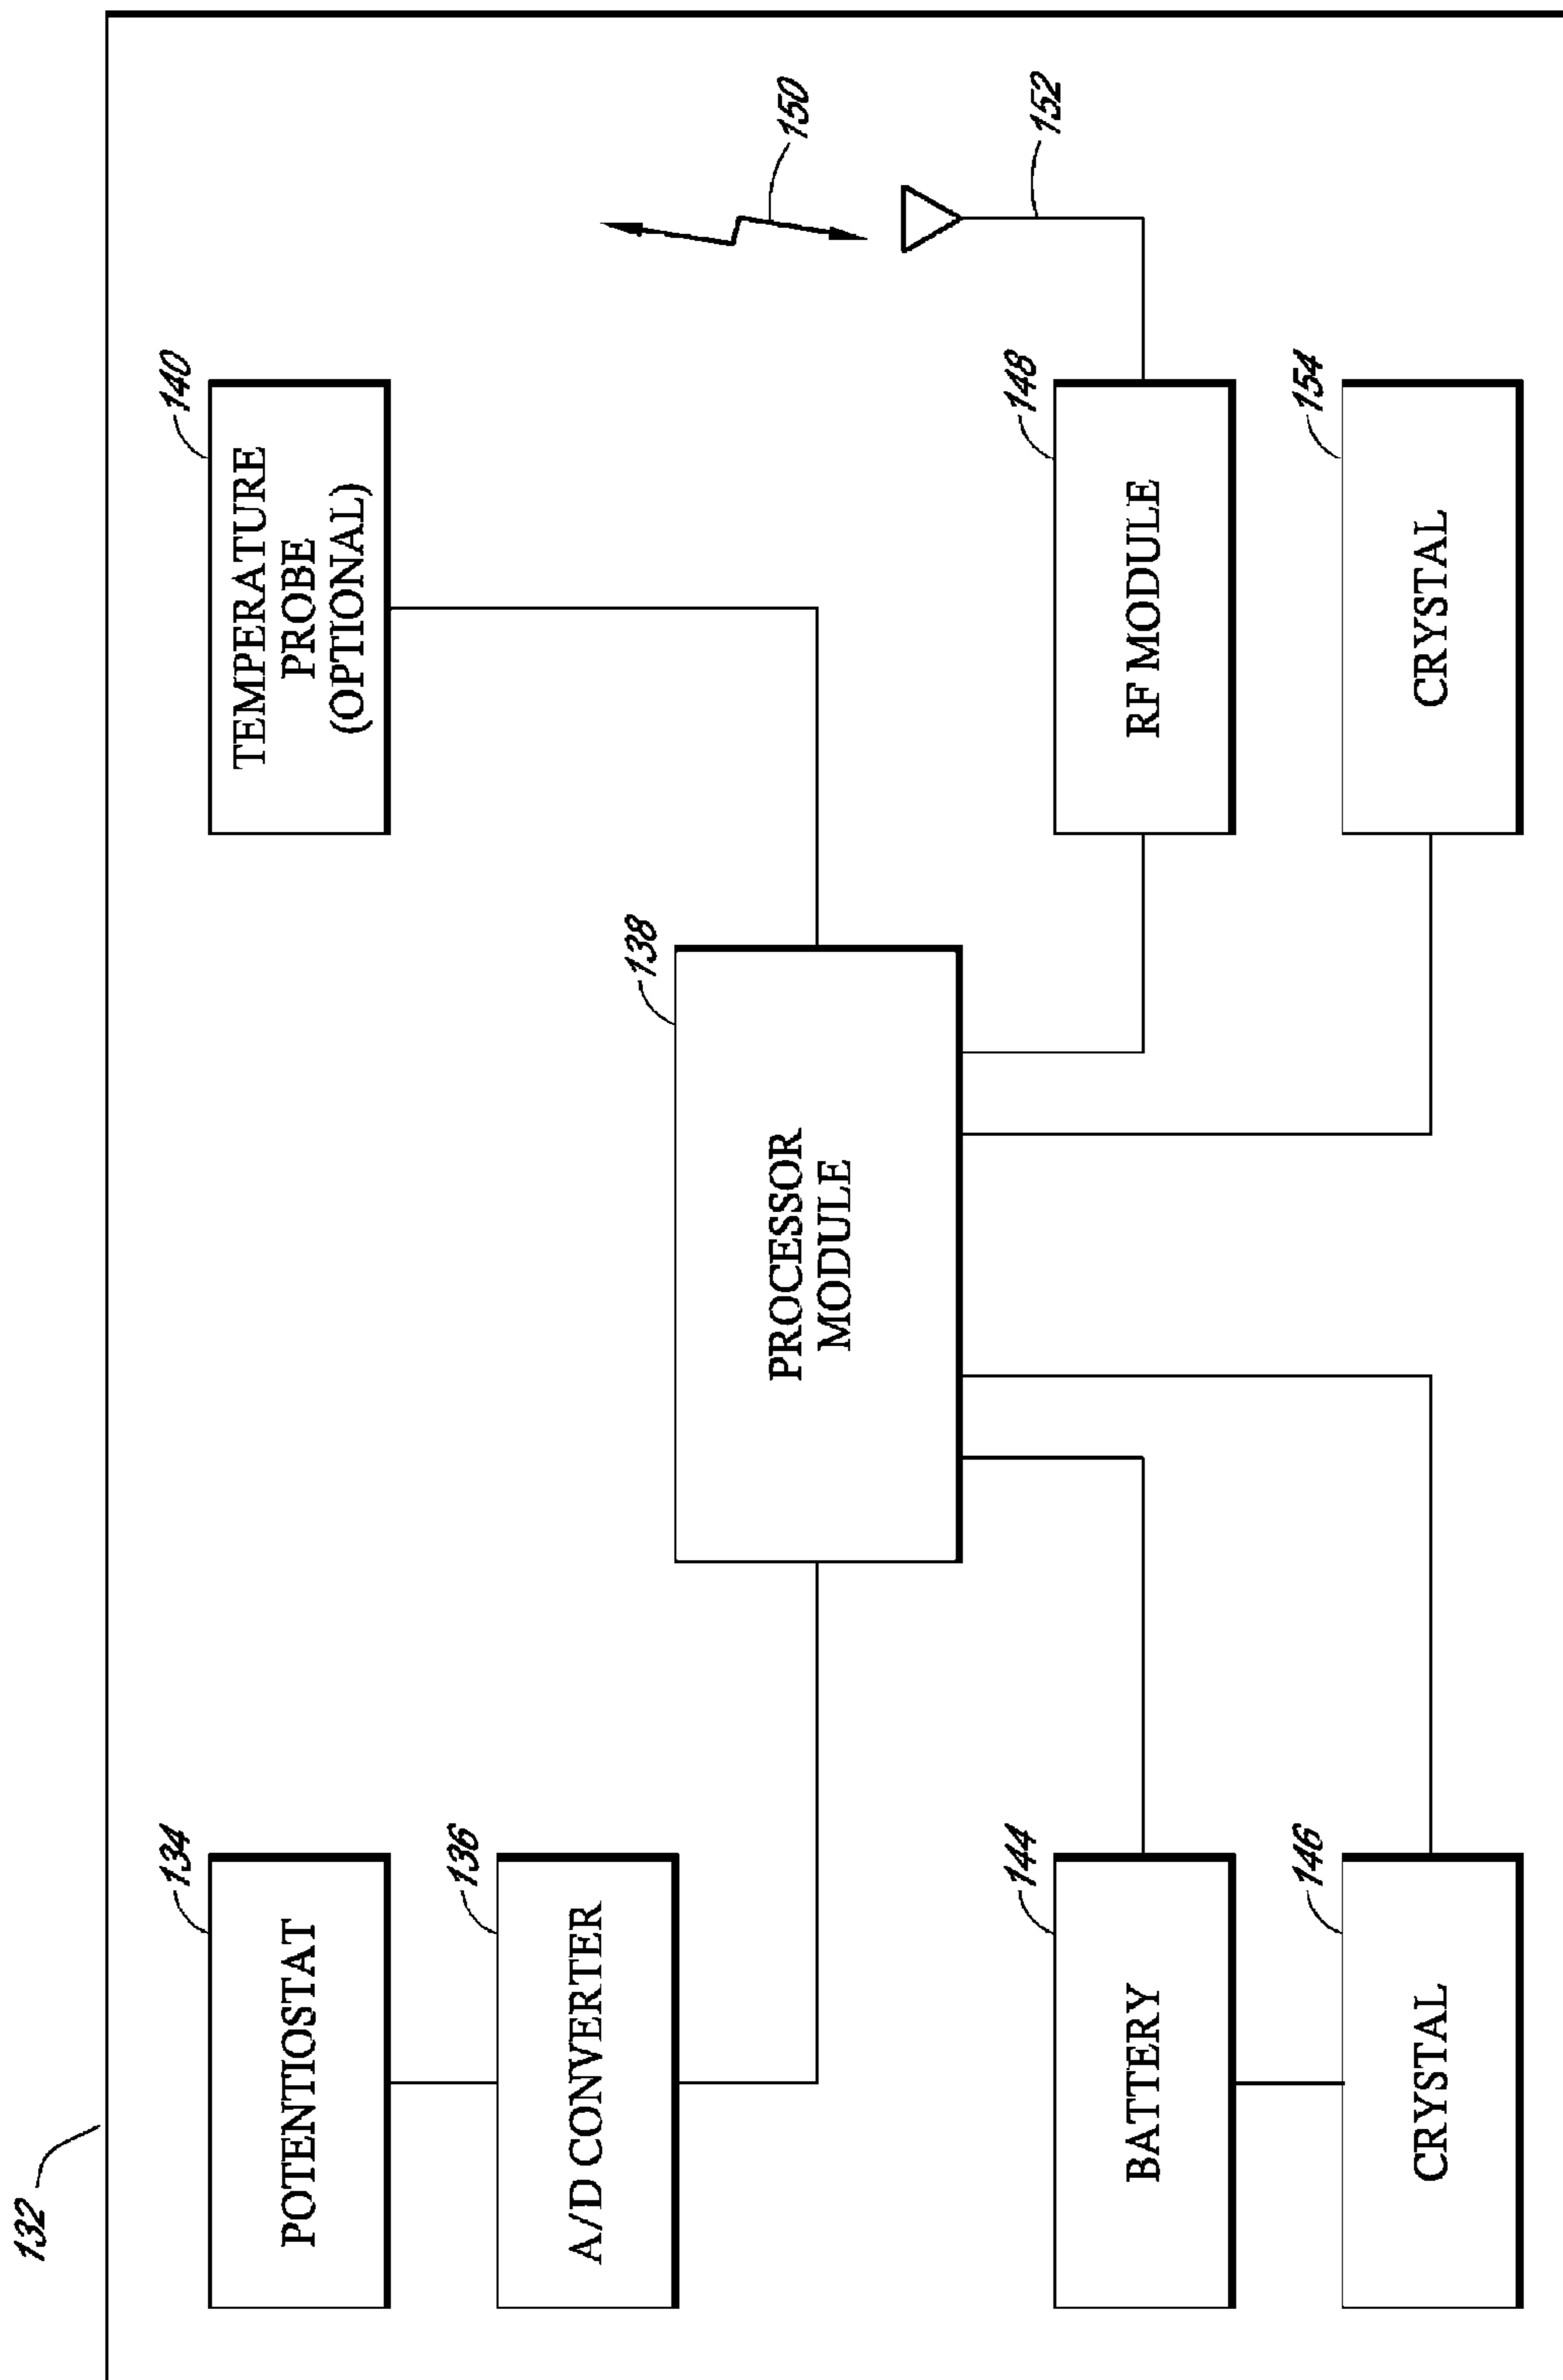 132
134
POTENTIOSTAT
140
TEMPERATURE
PROBE
(OPTIONAL)
136
A/D CONVERTER
138
PROCESSOR
MODULE
150
152
144
BATTERY
148
RF MODULE
146
CRYSTAL
154
CRYSTAL